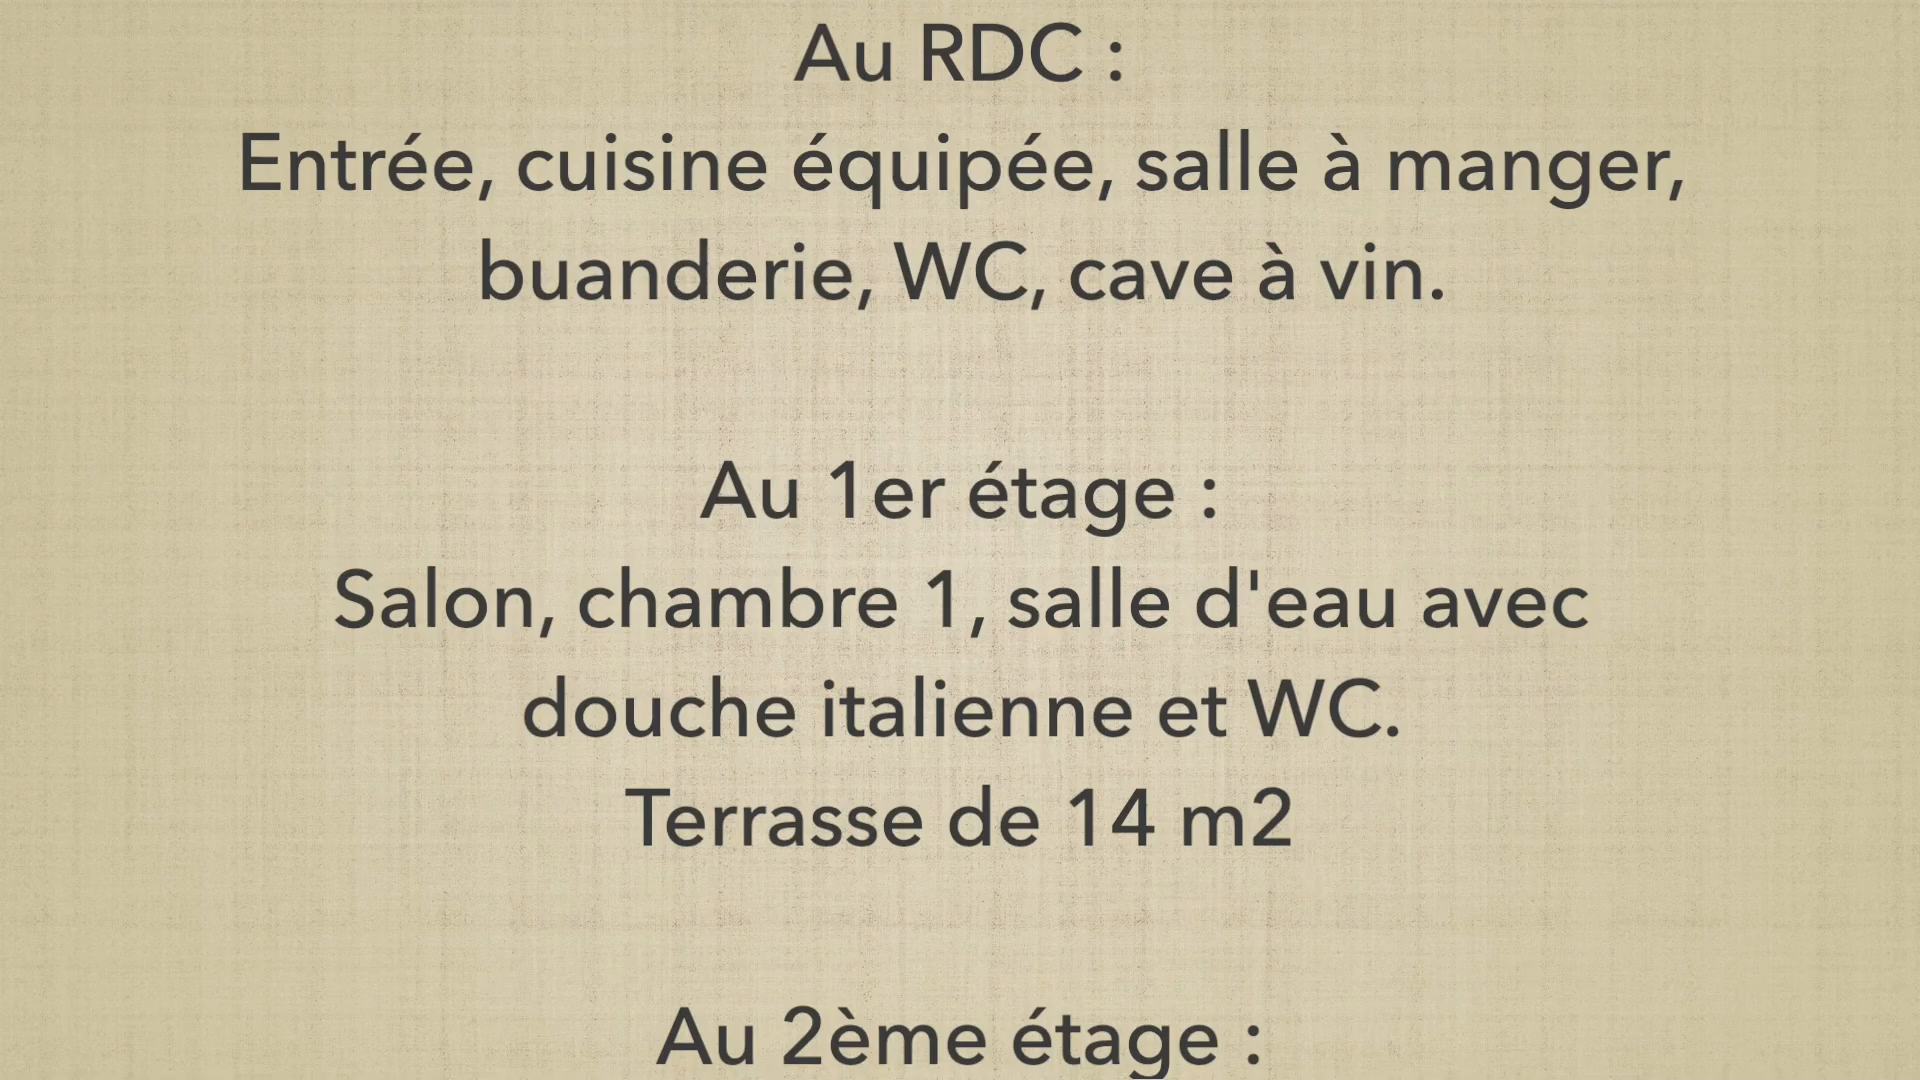 Au RDC :
Entrée, cuisine équipée, salle à manger,
buanderie, WC, cave à vin.
Au 1er étage :
Salon, chambre 1, salle d'eau avec
douche italienne et WC.
Terrasse de 14 m2
Au 2ème étage :